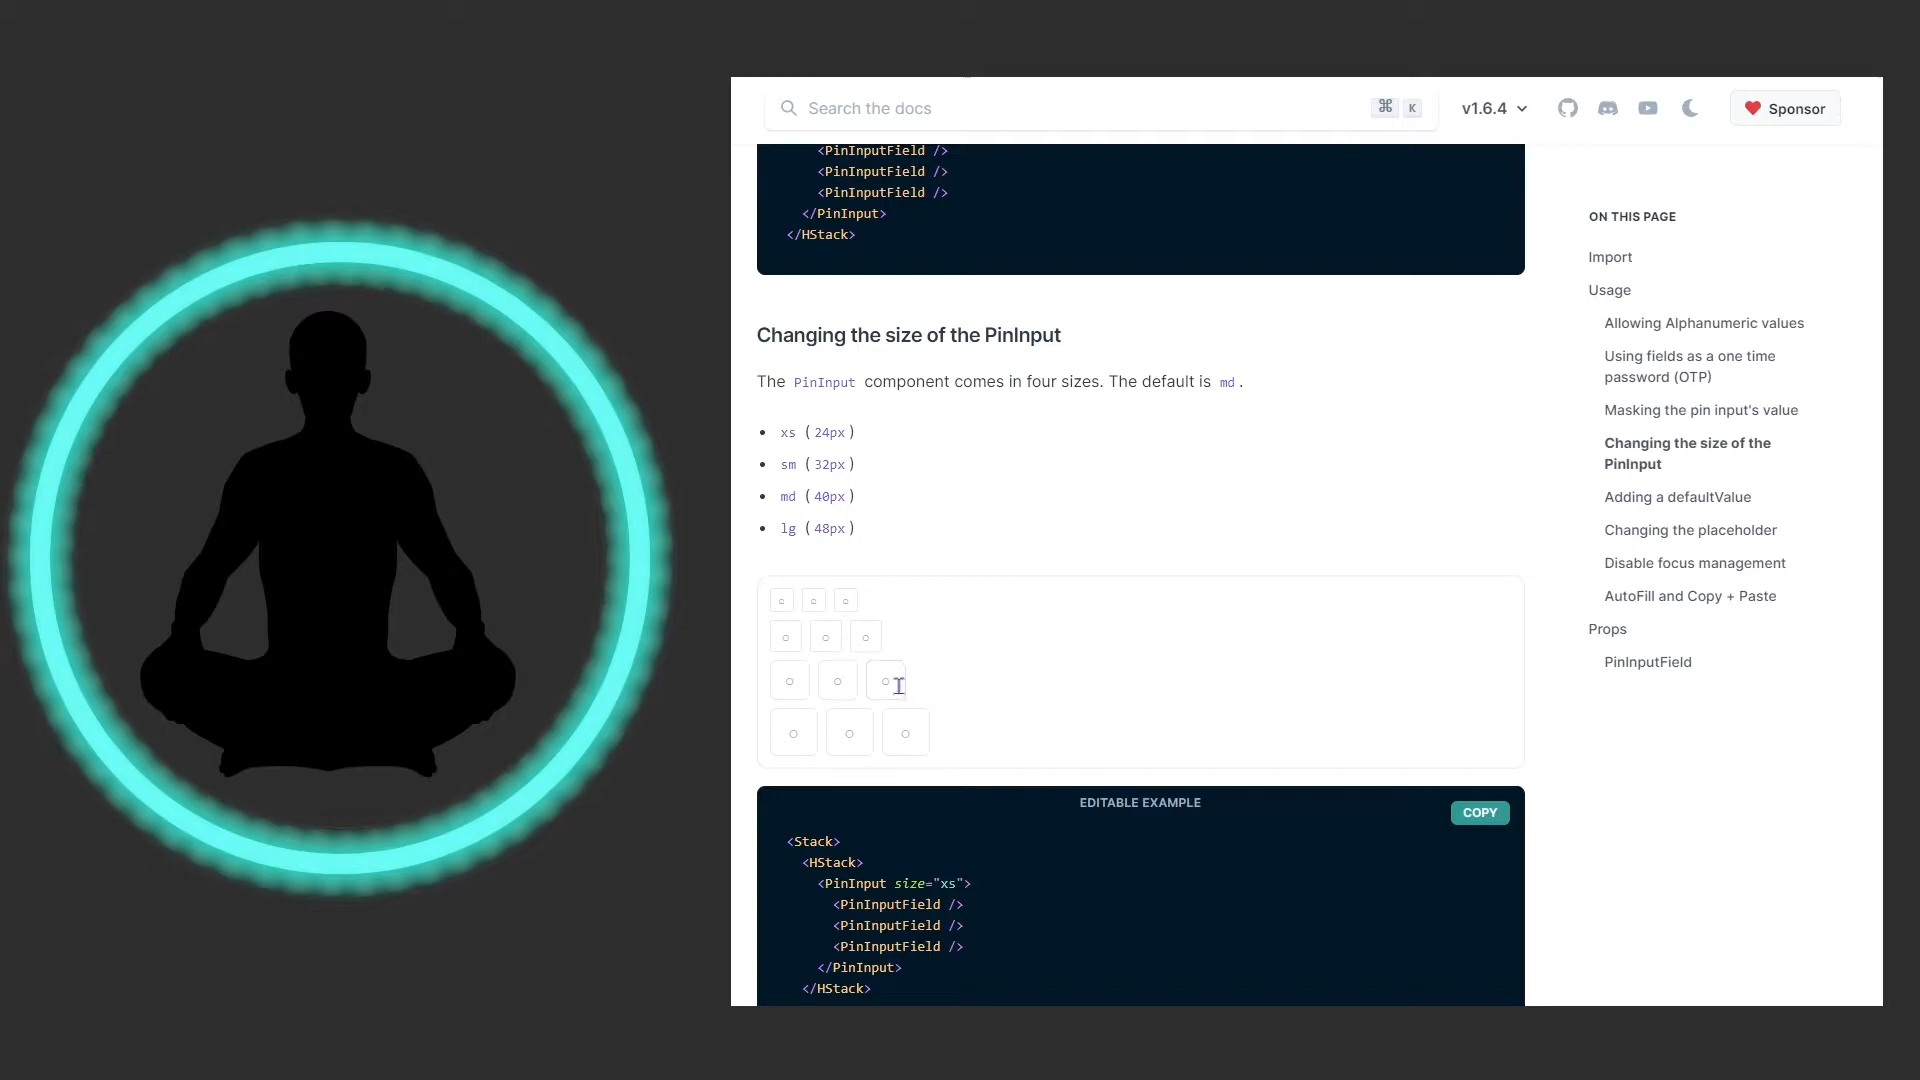 Search the docs
⌘ K
v1.6.4
Sponsor
<PinInputField />
<PinInputField />
<PinInputField />
</PinInput>
</HStack>
Changing the size of the PinInput
The PinInput component comes in four sizes. The default is md.
• xs (24px)
• sm (32px)
• md (40px)
• lg (48px)
EDITABLE EXAMPLE
COPY
<Stack>
<HStack>
<PinInput size="xs">
<PinInputField />
<PinInputField />
<PinInputField />
</PinInput>
</HStack>
ON THIS PAGE
Import
Usage
Allowing Alphanumeric values
Using fields as a one time
password (OTP)
Masking the pin input's value
Changing the size of the
PinInput
Adding a defaultValue
Changing the placeholder
Disable focus management
AutoFill and Copy + Paste
Props
PinInputField